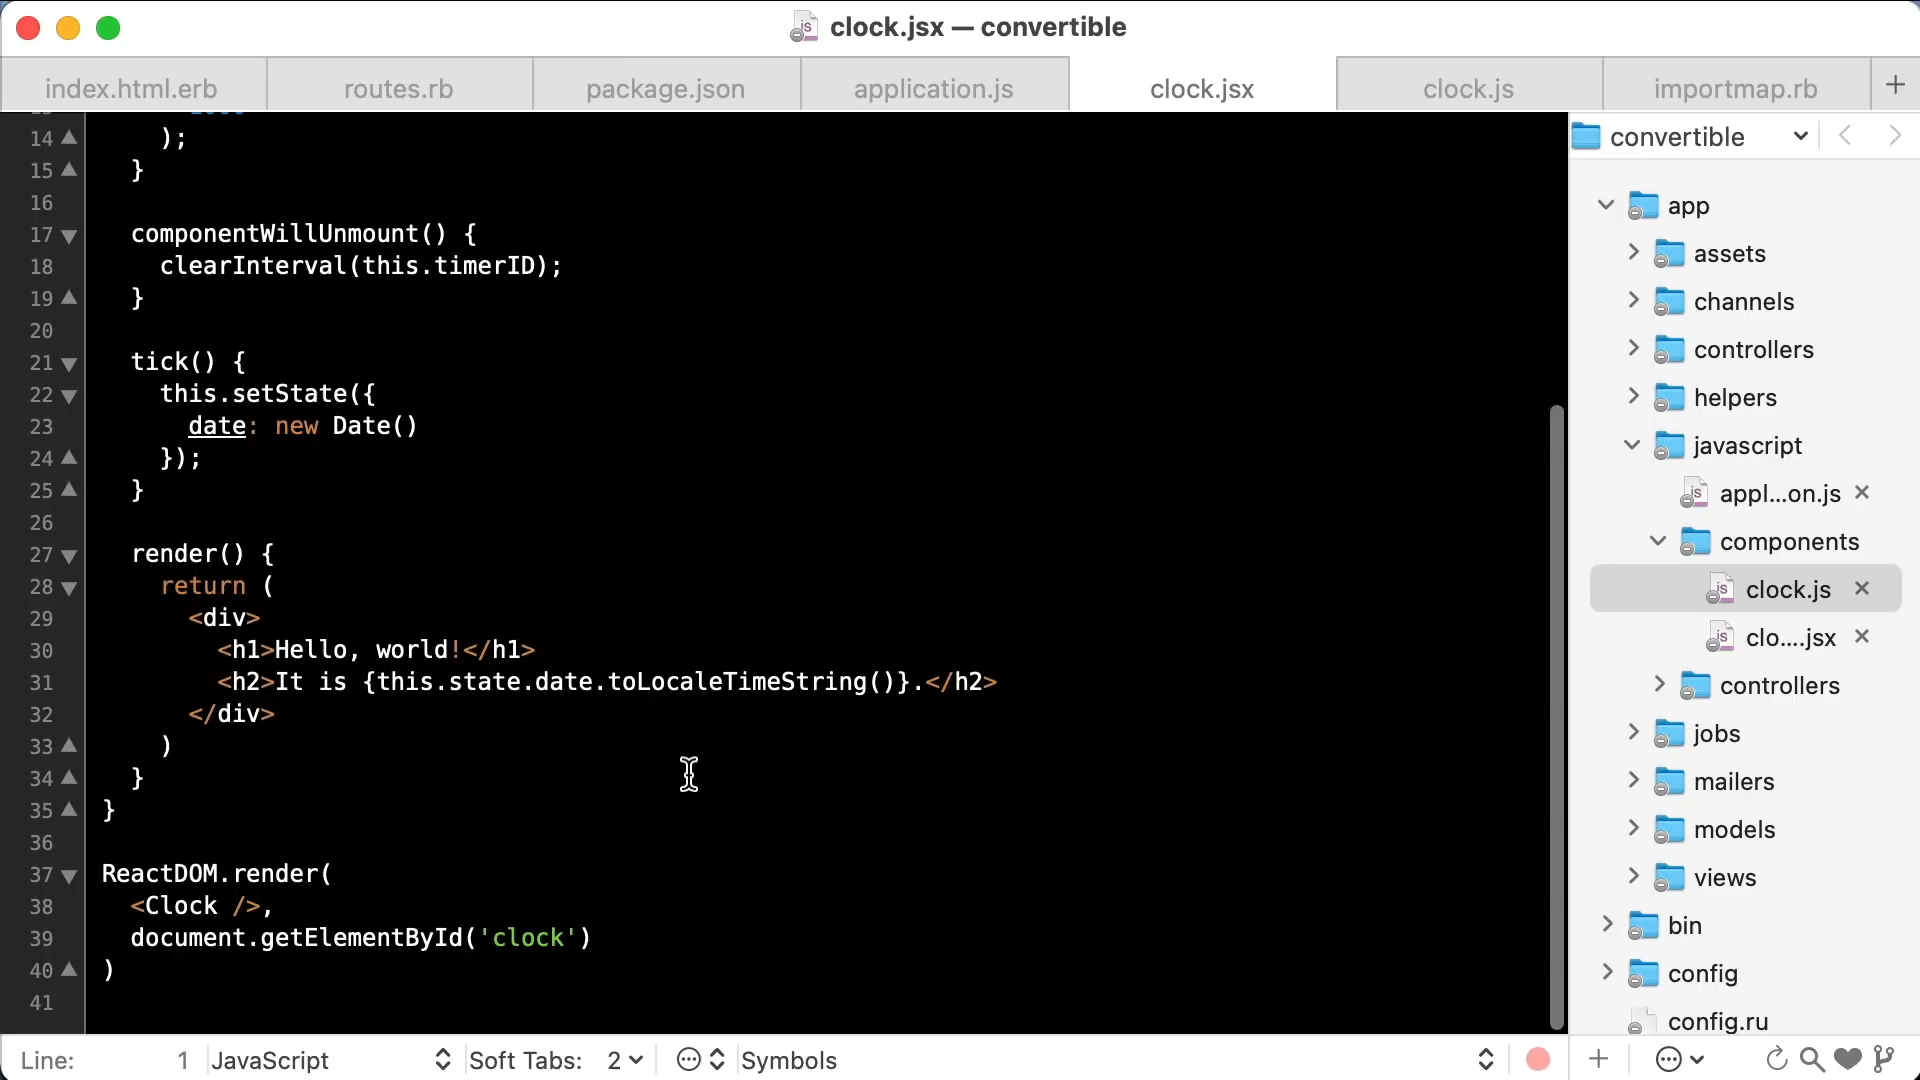 clock.jsx — convertible
index.html.erb
routes.rb
package.json
application.js
clock.jsx
clock.js
importmap.rb
14 );
15 }
16
17 componentWillUnmount() {
18 clearInterval(this.timerID);
19 }
20
21 tick() {
22 this.setState({
23 date: new Date()
24 });
25 }
26
27 render() {
28 return (
29 <div>
30 <h1>Hello, world!</h1>
31 <h2>It is {this.state.date.toLocaleTimeString()}.</h2>
32 </div>
33 )
34 }
35 }
36
37 ReactDOM.render(
38 <Clock />,
39 document.getElementById('clock')
40 )
41
convertible
app
assets
channels
controllers
helpers
javascript
appl...on.js
components
clock.js
clo....jsx
controllers
jobs
mailers
models
views
bin
config
config.ru
Line: 1 JavaScript Soft Tabs: 2 Symbols